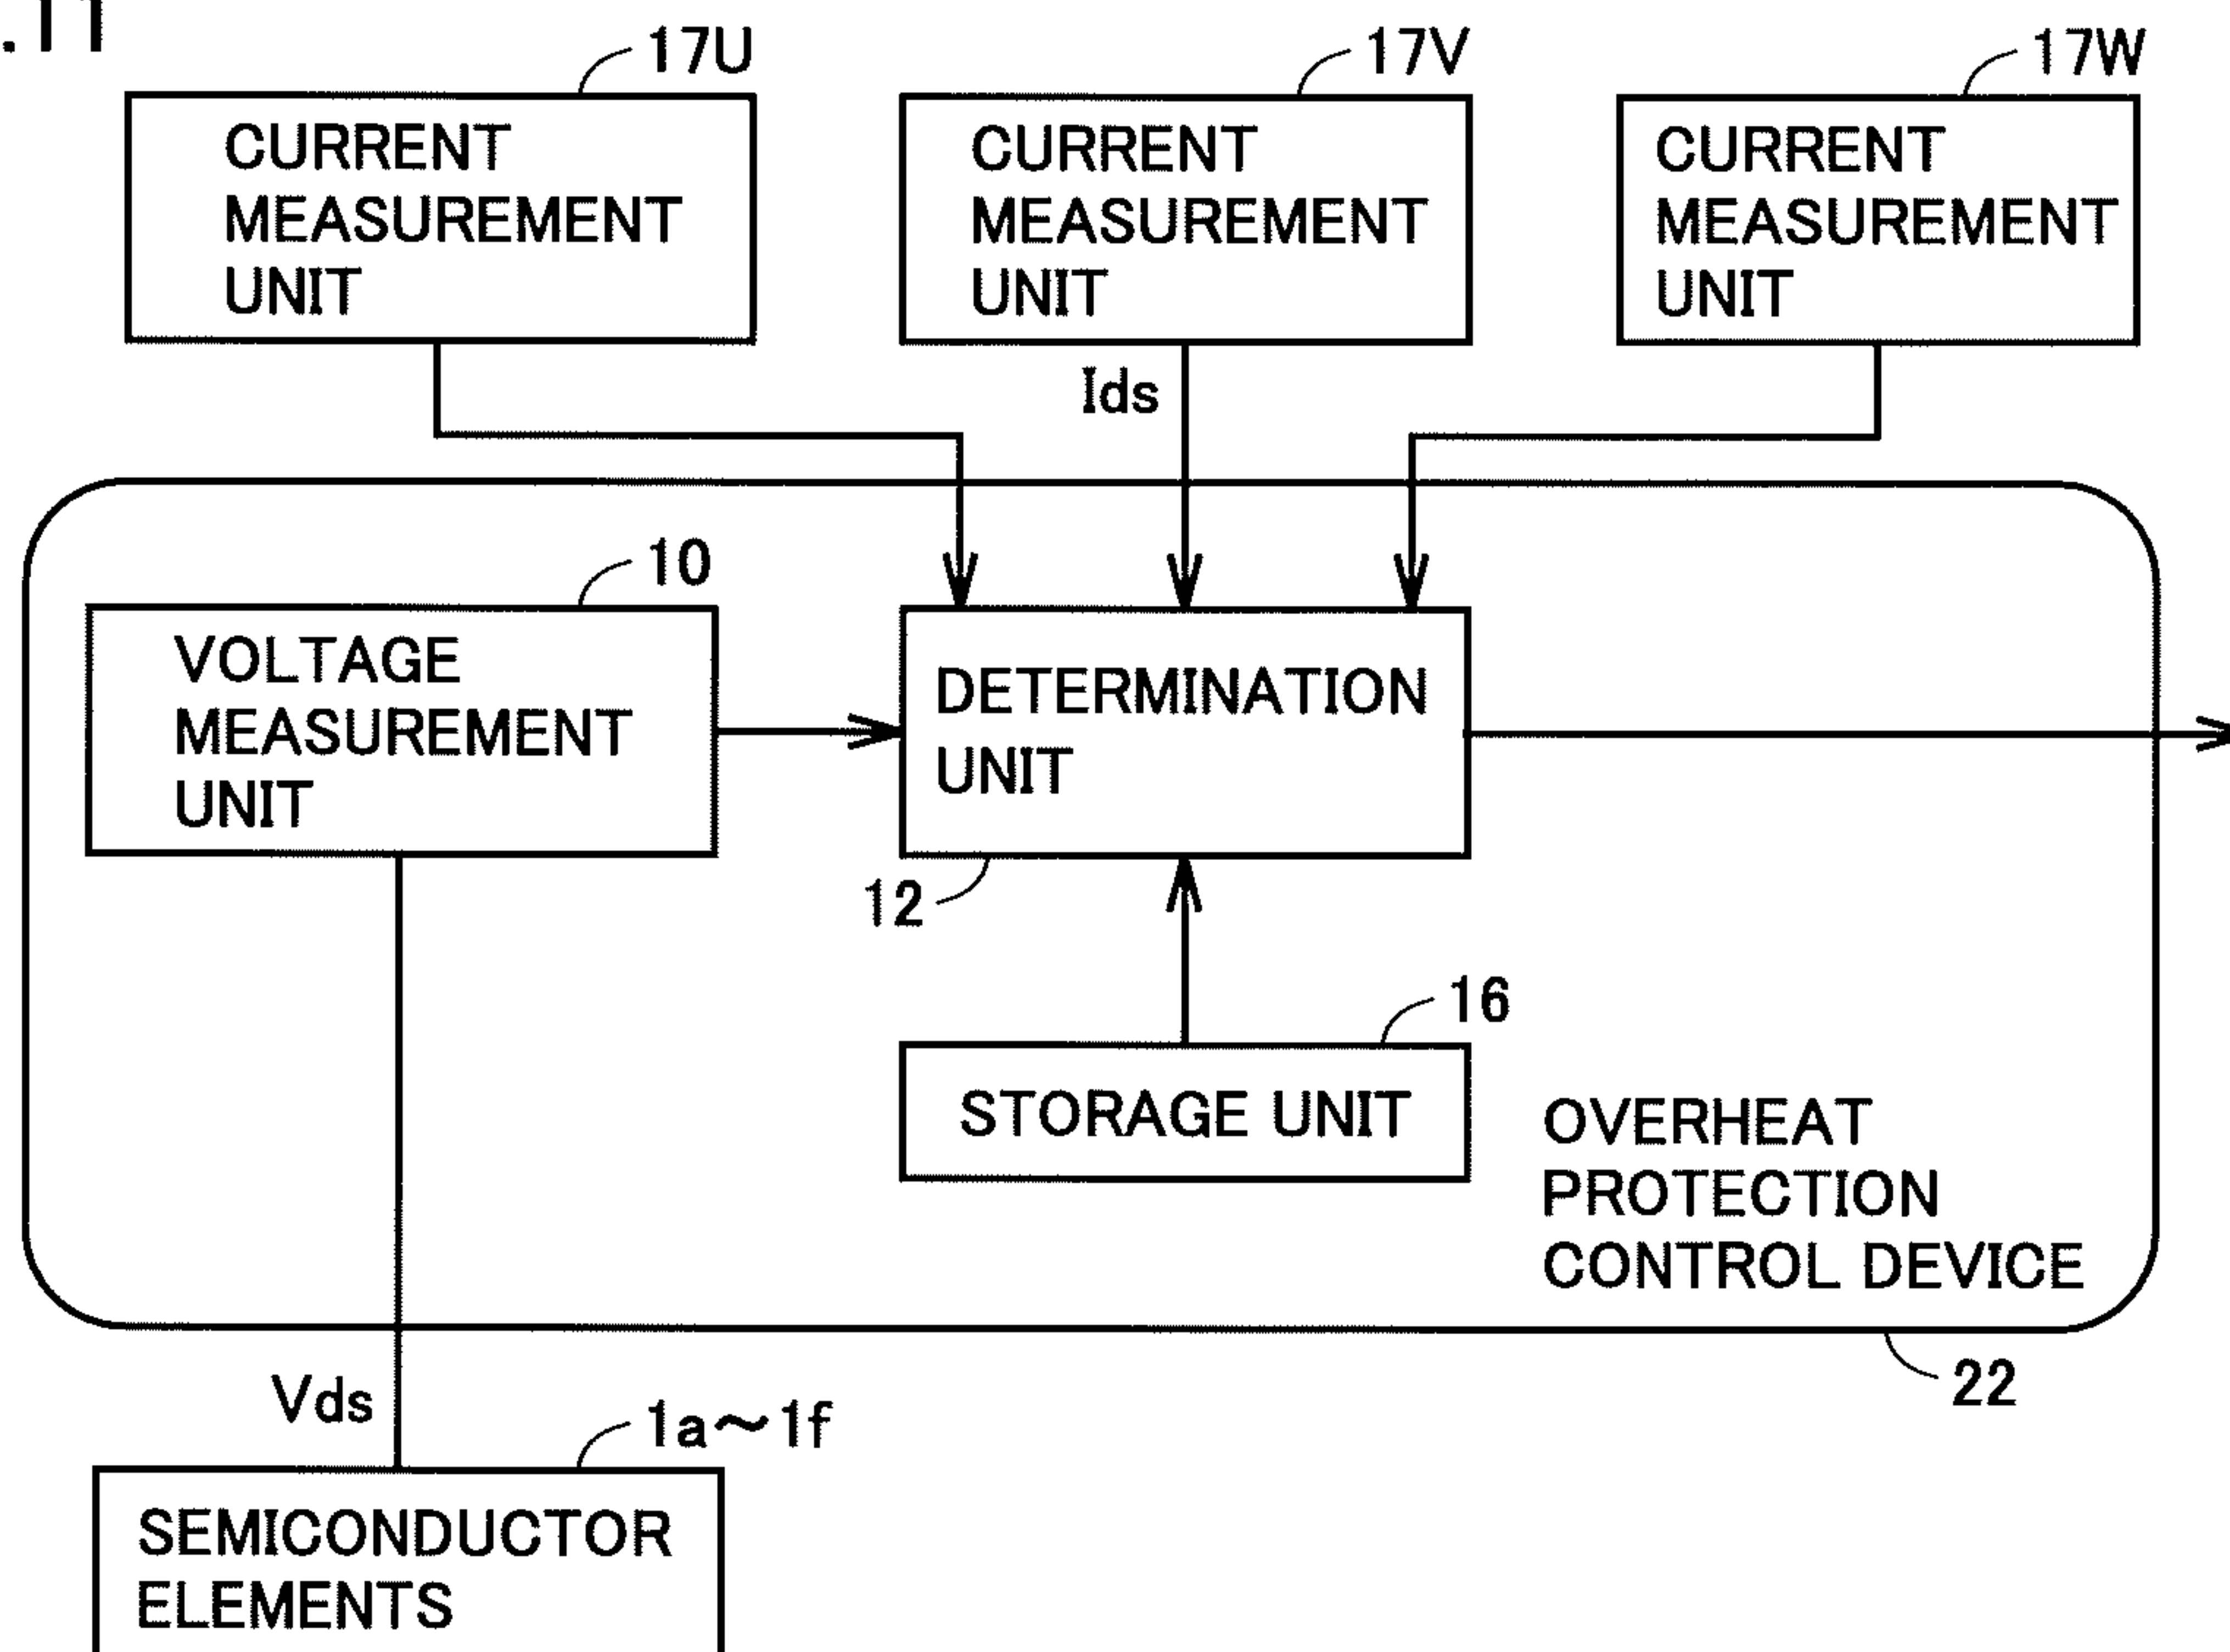 .11
17U
17V
17W
CURRENT
MEASUREMENT
UNIT
CURRENT
MEASUREMENT
UNIT
CURRENT
MEASUREMENT
UNIT
Ids
10
VOLTAGE
MEASUREMENT
UNIT
DETERMINATION
UNIT
12
16
STORAGE UNIT
OVERHEAT
PROTECTION
CONTROL DEVICE
22
Vds
1a~1f
SEMICONDUCTOR
ELEMENTS